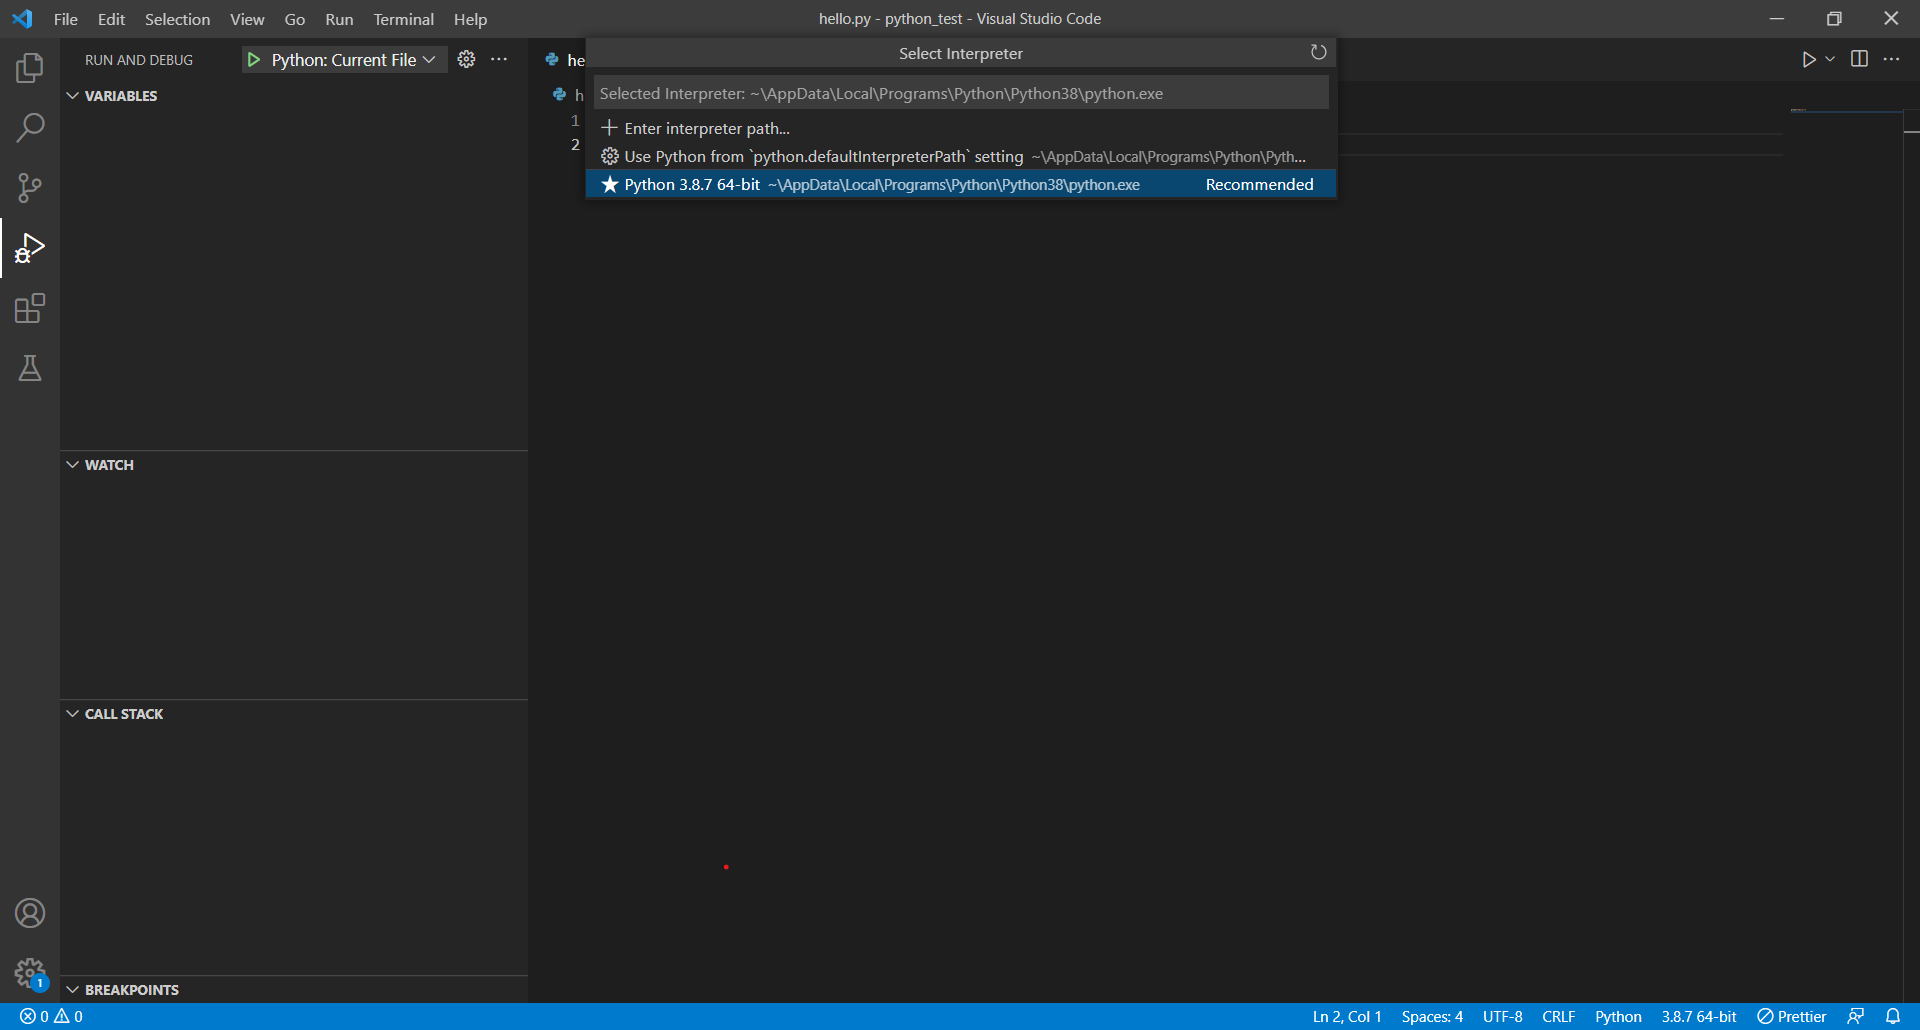 File Edit Selection View Go Run Terminal Help
hello.py - python_test - Visual Studio Code
RUN AND DEBUG
Python: Current File
VARIABLES
WATCH
CALL STACK
BREAKPOINTS
1
he
h
1
2
Select Interpreter
Selected Interpreter: ~\AppData\Local\Programs\Python\Python38\python.exe
Enter interpreter path...
Use Python from `python.defaultInterpreterPath` setting ~\AppData\Local\Programs\Python\Pyth...
Python 3.8.7 64-bit ~\AppData\Local\Programs\Python\Python38\python.exe Recommended
0 0
Ln 2, Col 1 Spaces: 4 UTF-8 CRLF Python 3.8.7 64-bit Prettier